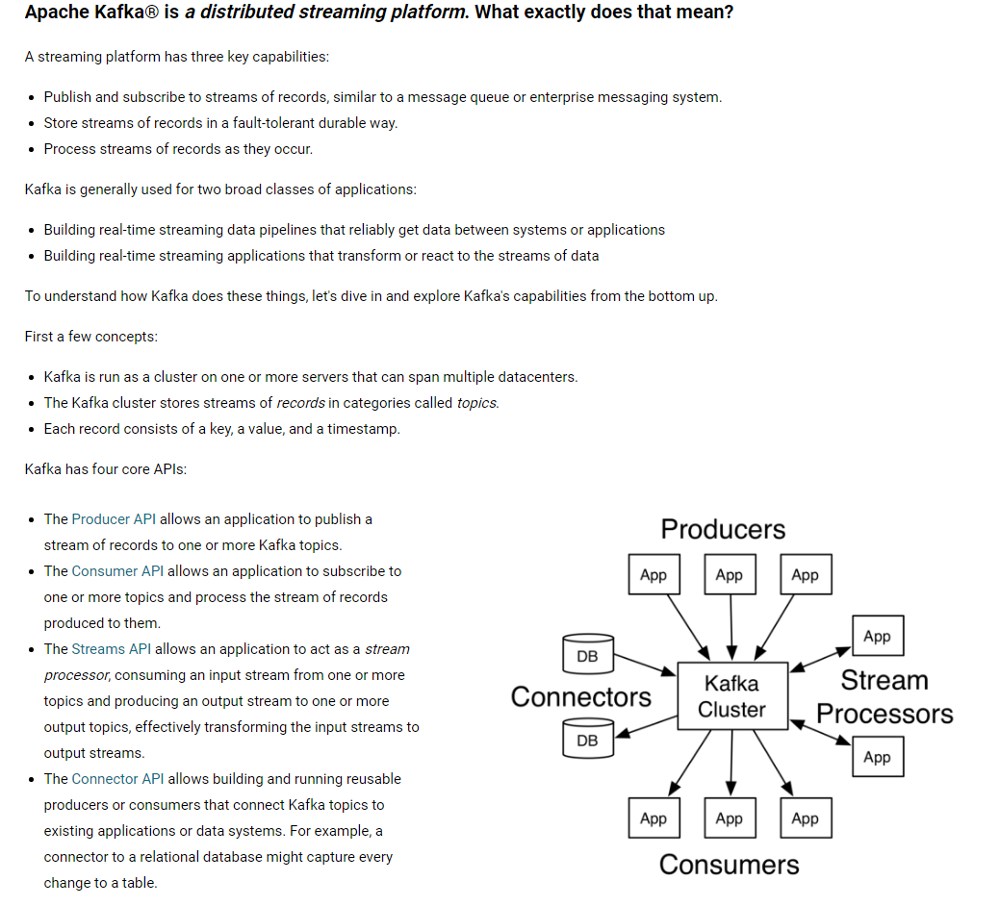 Apache Kafka® is a distributed streaming platform. What exactly does that mean?
A streaming platform has three key capabilities:
• Publish and subscribe to streams of records, similar to a message queue or enterprise messaging system.
• Store streams of records in a fault-tolerant durable way.
• Process streams of records as they occur.
Kafka is generally used for two broad classes of applications:
• Building real-time streaming data pipelines that reliably get data between systems or applications
• Building real-time streaming applications that transform or react to the streams of data
To understand how Kafka does these things, let's dive in and explore Kafka's capabilities from the bottom up.
First a few concepts:
• Kafka is run as a cluster on one or more servers that can span multiple datacenters.
• The Kafka cluster stores streams of records in categories called topics.
• Each record consists of a key, a value, and a timestamp.
Kafka has four core APIs:
• The Producer API allows an application to publish a
stream of records to one or more Kafka topics.
• The Consumer API allows an application to subscribe to
one or more topics and process the stream of records
produced to them.
• The Streams API allows an application to act as a stream
processor, consuming an input stream from one or more
topics and producing an output stream to one or more
output topics, effectively transforming the input streams to
output streams.
• The Connector API allows building and running reusable
producers or consumers that connect Kafka topics to
existing applications or data systems. For example, a
connector to a relational database might capture every
change to a table.
Producers
App App App
DB
App
Connectors
Kafka
Cluster
Stream
Processors
DB
App
App App App
Consumers